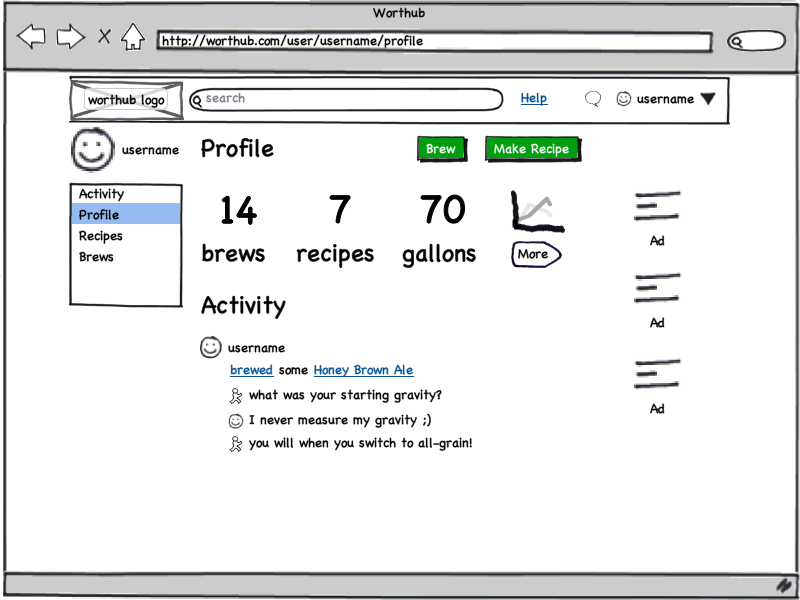 Worthub
http://worthub.com/user/username/profile
worthub logo
search
Help
username
username
Profile
Brew
Make Recipe
Activity
Profile
Recipes
Brews
14
7
70
brews
recipes
gallons
More
Ad
Ad
Ad
Activity
username
brewed some Honey Brown Ale
what was your starting gravity?
I never measure my gravity ;)
you will when you switch to all-grain!